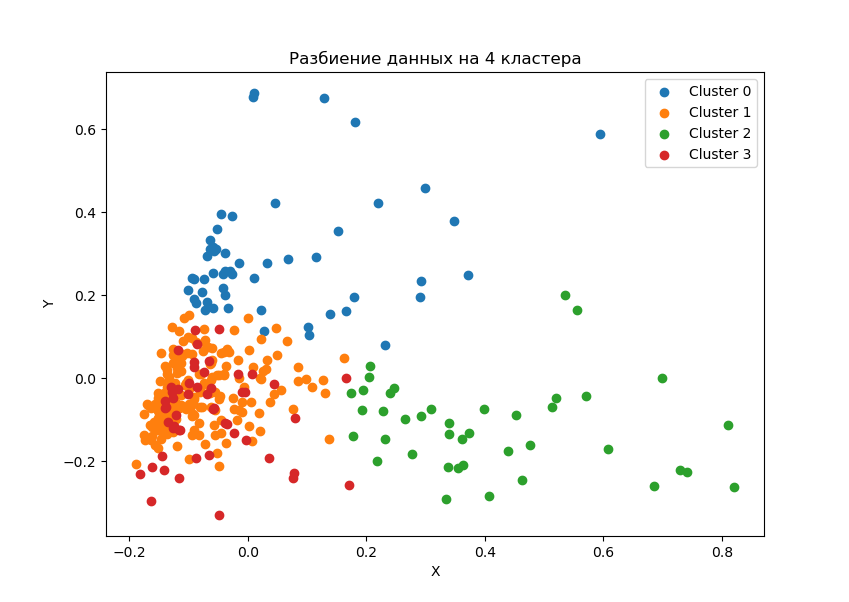 Разбиение данных на 4 кластера
Cluster 0
Cluster 1
Cluster 2
Cluster 3
0.6
0.4
0.2
0.0
−0.2
Y
−0.2 0.0 0.2 0.4 0.6 0.8
X